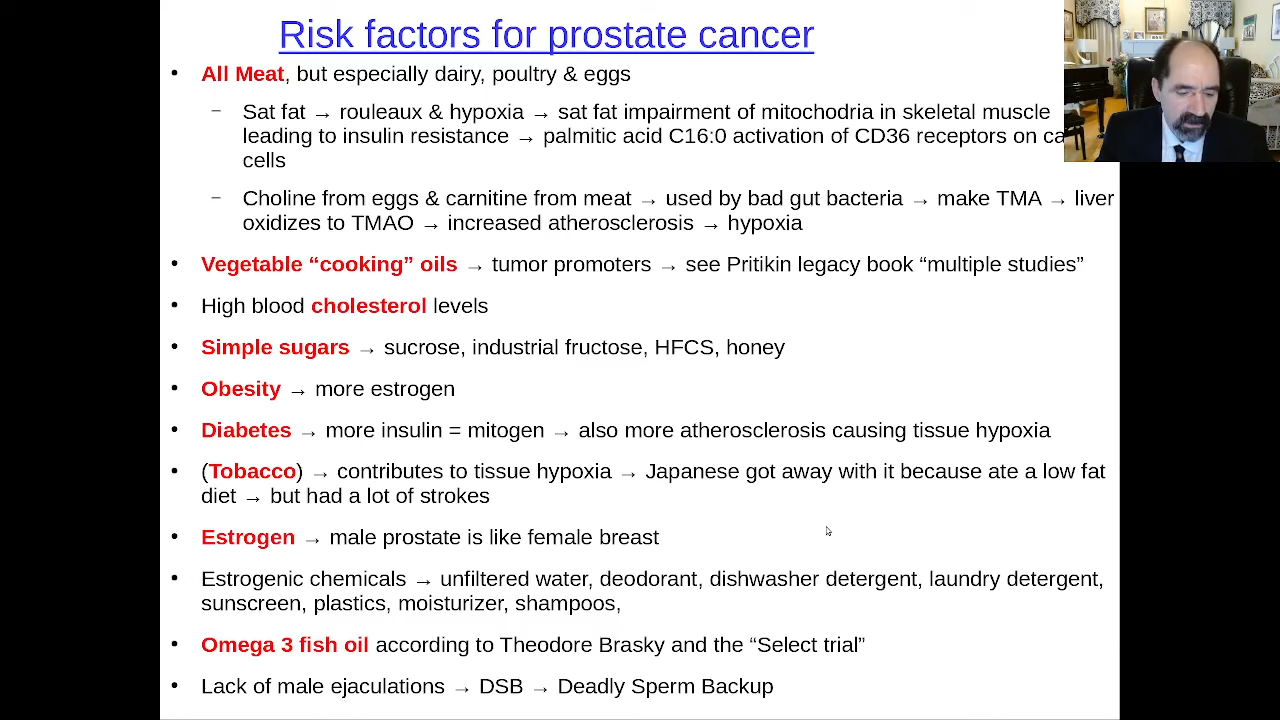 Risk factors for prostate cancer
• All Meat, but especially dairy, poultry & eggs
– Sat fat → rouleaux & hypoxia → sat fat impairment of mitochodria in skeletal muscle
leading to insulin resistance → palmitic acid C16:0 activation of CD36 receptors on
cells
– Choline from eggs & carnitine from meat → used by bad gut bacteria → make TMA → liver
oxidizes to TMAO → increased atherosclerosis → hypoxia
• Vegetable “cooking” oils → tumor promoters → see Pritikin legacy book “multiple studies”
• High blood cholesterol levels
• Simple sugars → sucrose, industrial fructose, HFCS, honey
• Obesity → more estrogen
• Diabetes → more insulin = mitogen → also more atherosclerosis causing tissue hypoxia
• (Tobacco) → contributes to tissue hypoxia → Japanese got away with it because ate a low fat
diet → but had a lot of strokes
• Estrogen → male prostate is like female breast
• Estrogenic chemicals → unfiltered water, deodorant, dishwasher detergent, laundry detergent,
sunscreen, plastics, moisturizer, shampoos,
• Omega 3 fish oil according to Theodore Brasky and the “Select trial”
• Lack of male ejaculations → DSB → Deadly Sperm Backup